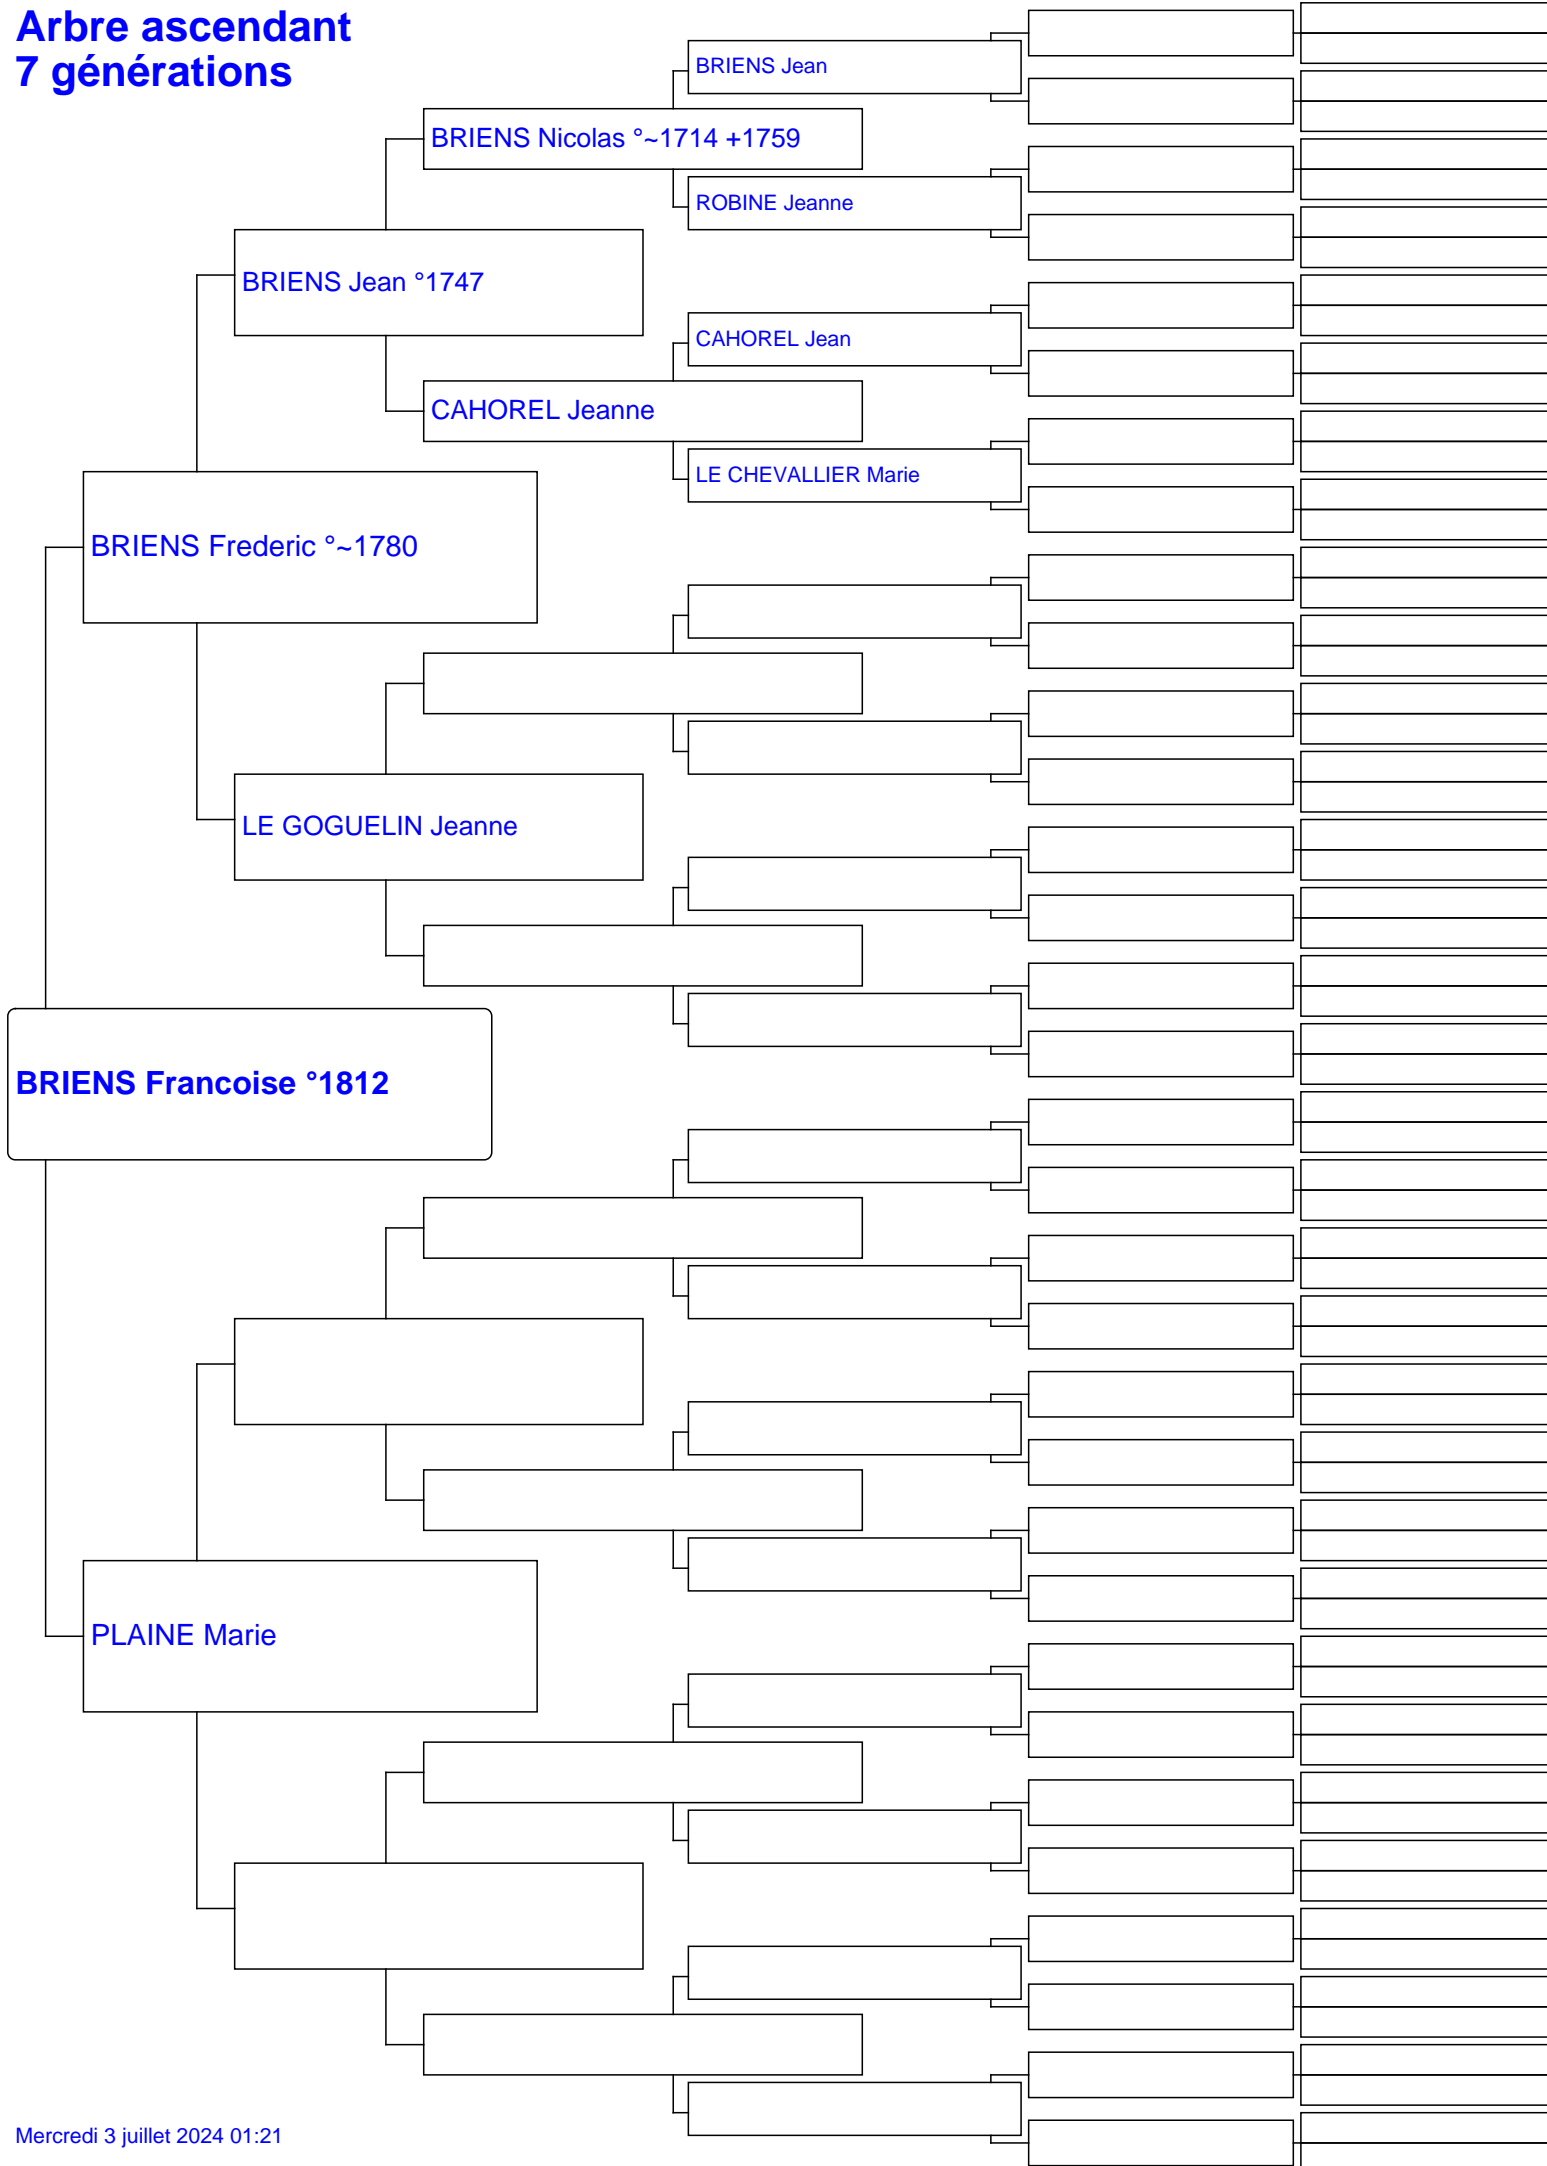 Arbre ascendant
7 générations
BRIENS Jean
BRIENS Nicolas °~1714 +1759
ROBINE Jeanne
BRIENS Jean °1747
CAHOREL Jean
CAHOREL Jeanne
LE CHEVALLIER Marie
BRIENS Frederic °~1780
LE GOGUELIN Jeanne
BRIENS Francoise °1812
PLAINE Marie
Mercredi 3 juillet 2024 01:21